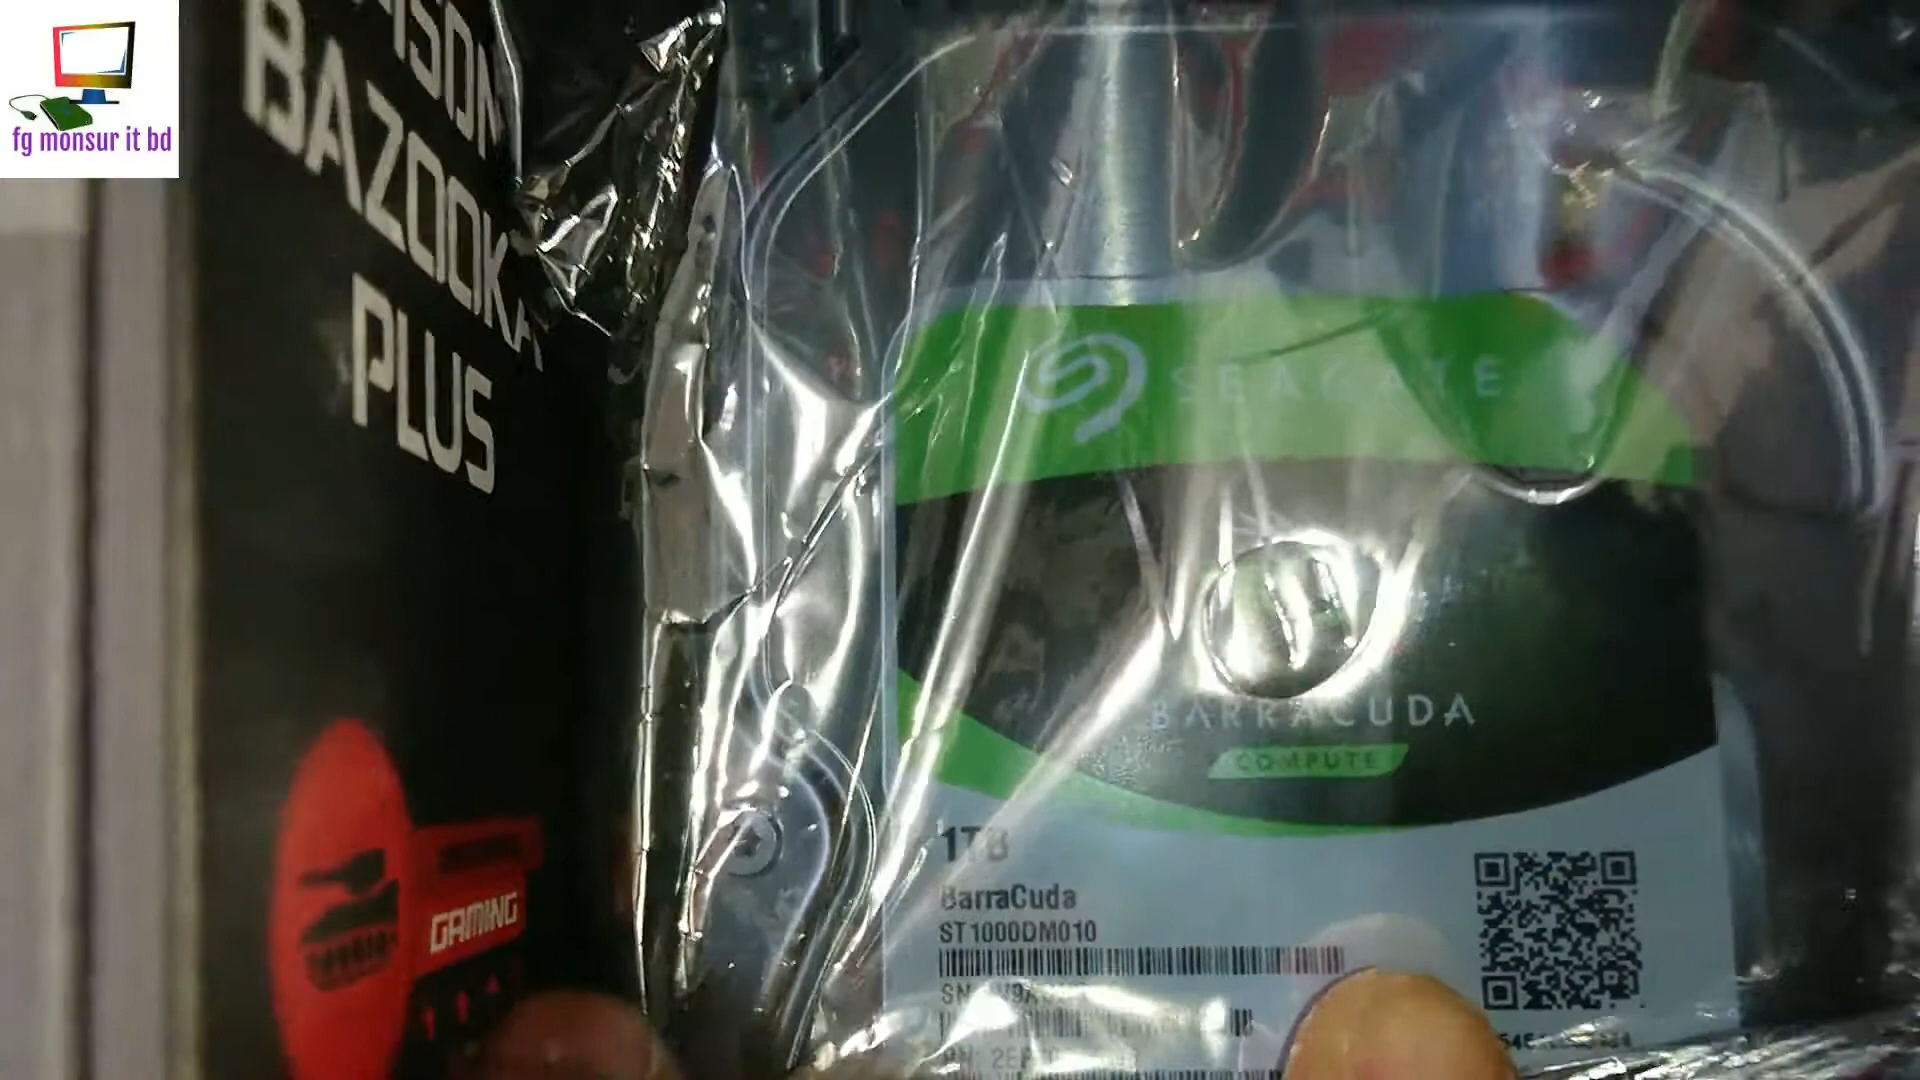 fg monsur it bd
BAZOOKA
PLUS
GAMING
SEAGATE
BARRACUDA
COMPUTE
1TB
BarraCuda
ST1000DM010